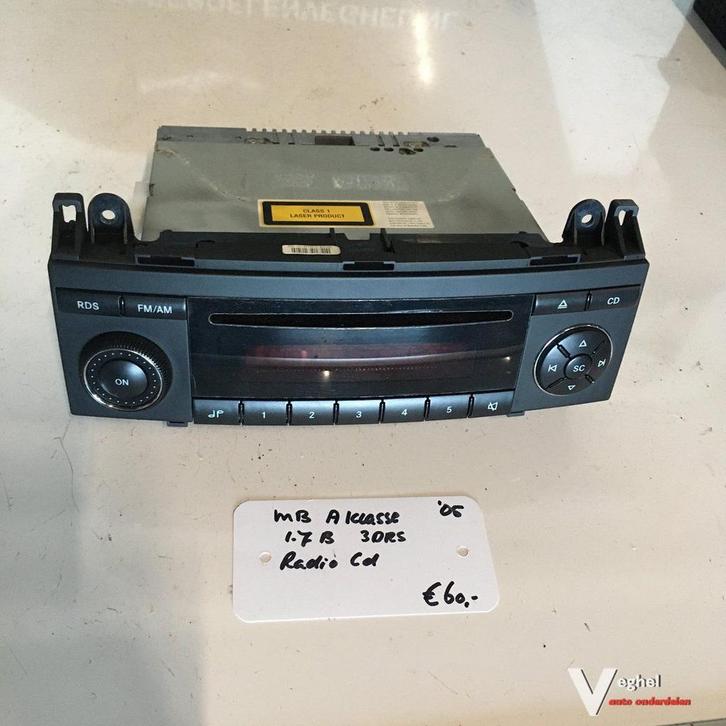 CLASS 1
LASER PRODUCT
RDS
FM/AM
CD
ON
SC
1 2 3 4 5
MB A klasse '05
1.7 B 3DRS
Radio Cd
€60,-
Veghel
auto onderdelen